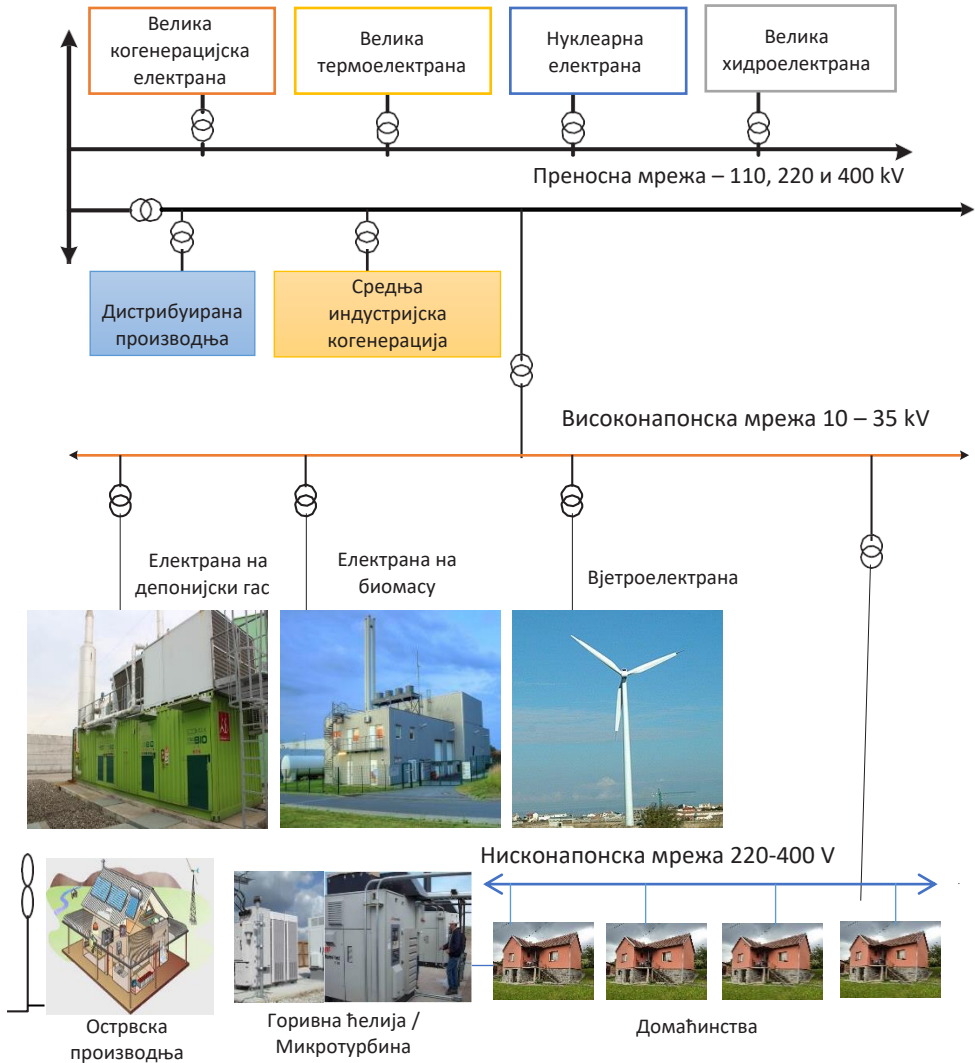 Велика
когенерацијска
електрана
Велика
термоелектрана
Нуклеарна
електрана
Велика
хидроелектрана
Преносна мрежа – 110, 220 и 400 kV
Дистрибуирана
производња
Средња
индустријска
когенерација
Високонапонска мрежа 10 – 35 kV
Електрана на
депонијски гас
Електрана на
биомасу
Вјетроелектрана
BIO
Нисконапонска мрежа 220-400 V
Острвска
производња
Горивна ћелија /
Микротурбина
Домаћинства